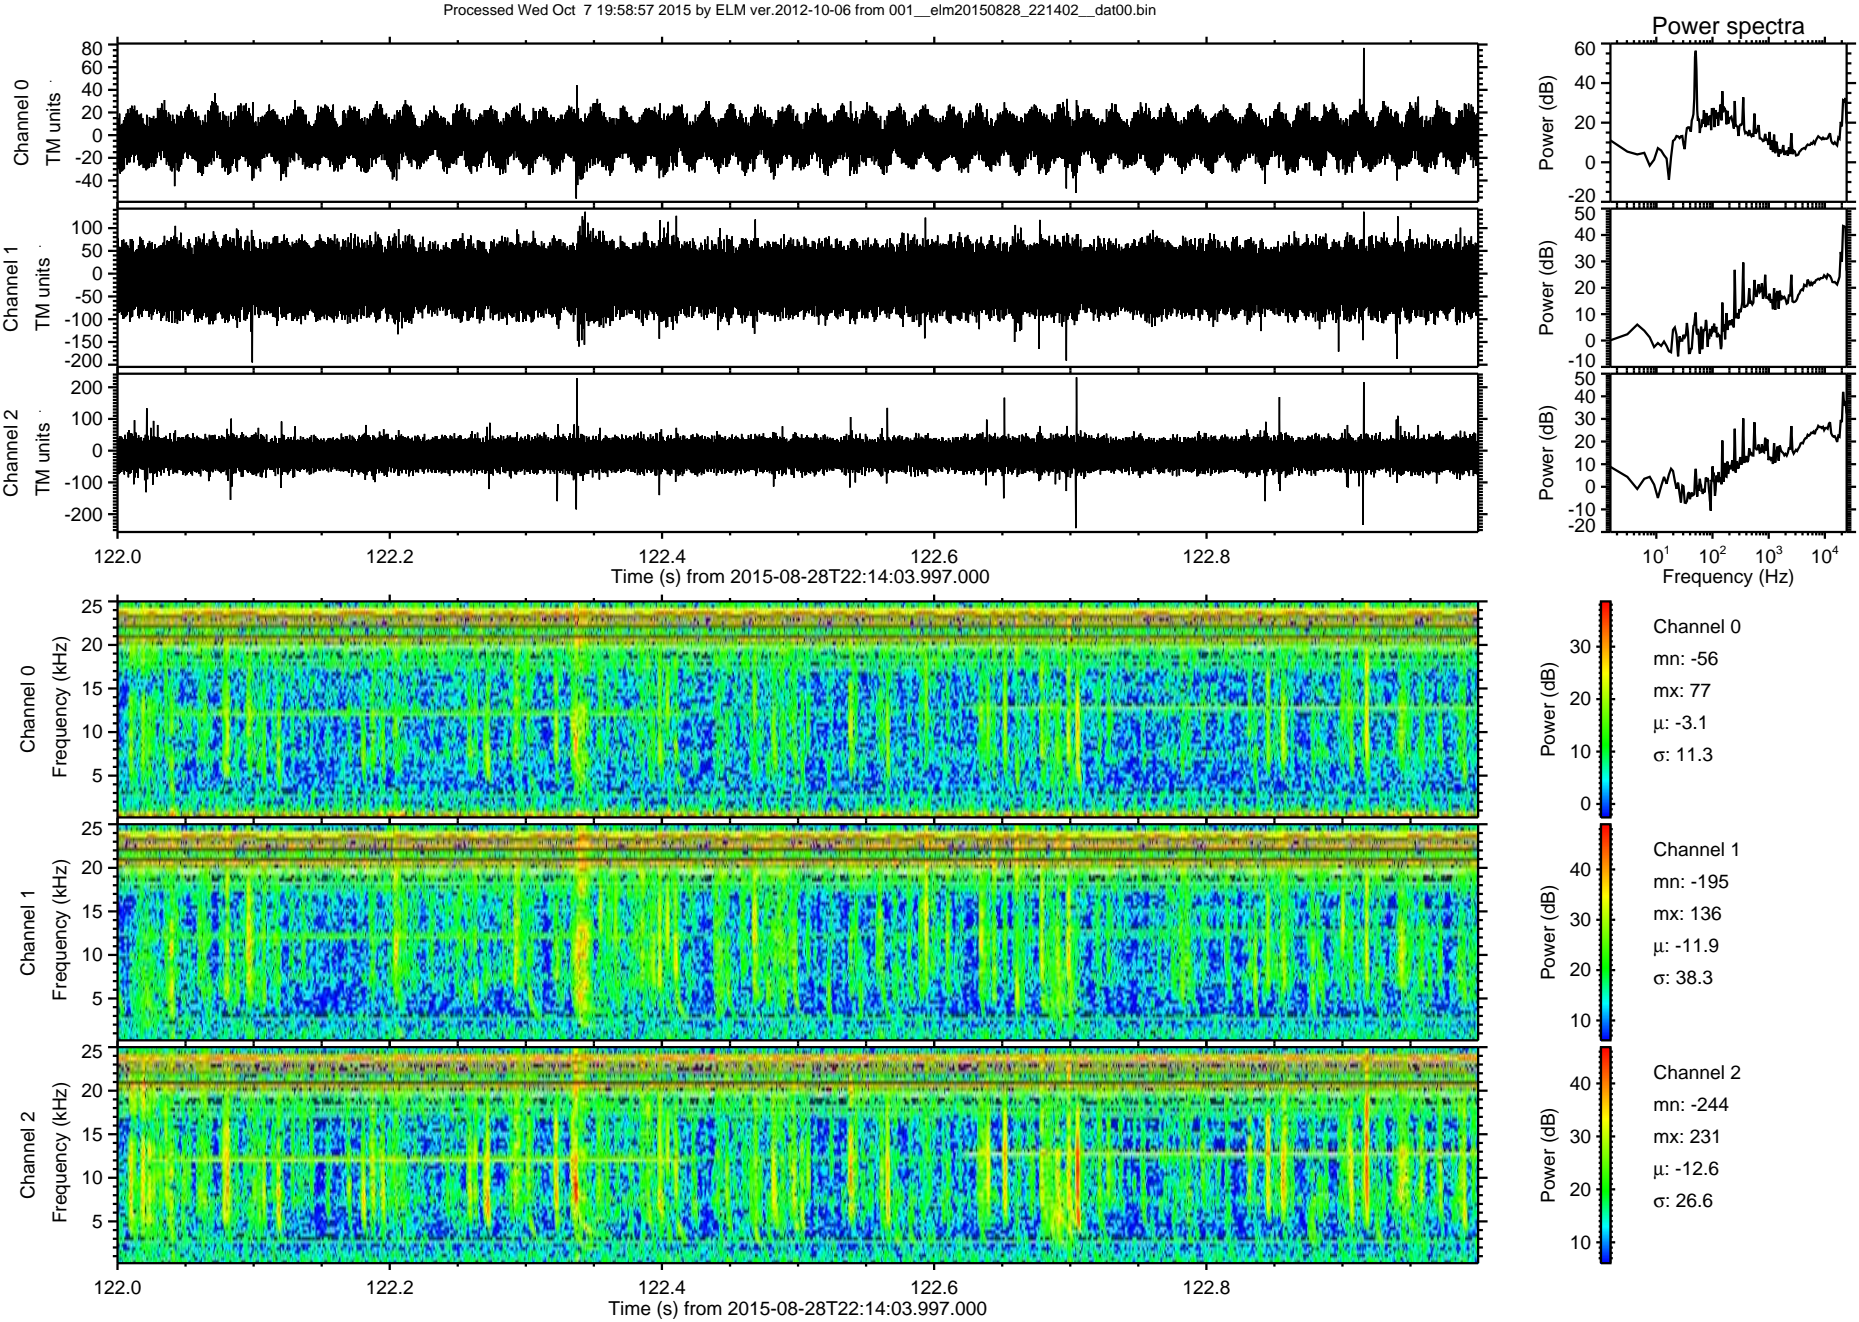 Processed Wed Oct  7 19:58:57 2015 by ELM ver.2012-10-06 from 001__elm20150828_221402__dat00.bin
Power spectra
Channel 0
TM units
80
60
40
20
0
-20
-40
Power (dB)
60
40
20
0
-20
Channel 1
TM units
100
50
0
-50
-100
-150
-200
Power (dB)
50
40
30
20
10
0
-10
Channel 2
TM units
200
100
0
-100
-200
Power (dB)
50
40
30
20
10
0
-10
-20
122.0 122.2 122.4 122.6 122.8
Time (s) from 2015-08-28T22:14:03.997.000
10¹ 10² 10³ 10⁴
Frequency (Hz)
Channel 0
Frequency (kHz)
25
20
15
10
5
Power (dB)
30
20
10
0
Channel 0
mn: -56
mx: 77
μ: -3.1
σ: 11.3
Channel 1
Frequency (kHz)
25
20
15
10
5
Power (dB)
40
30
20
10
Channel 1
mn: -195
mx: 136
μ: -11.9
σ: 38.3
Channel 2
Frequency (kHz)
25
20
15
10
5
Power (dB)
40
30
20
10
Channel 2
mn: -244
mx: 231
μ: -12.6
σ: 26.6
122.0 122.2 122.4 122.6 122.8
Time (s) from 2015-08-28T22:14:03.997.000